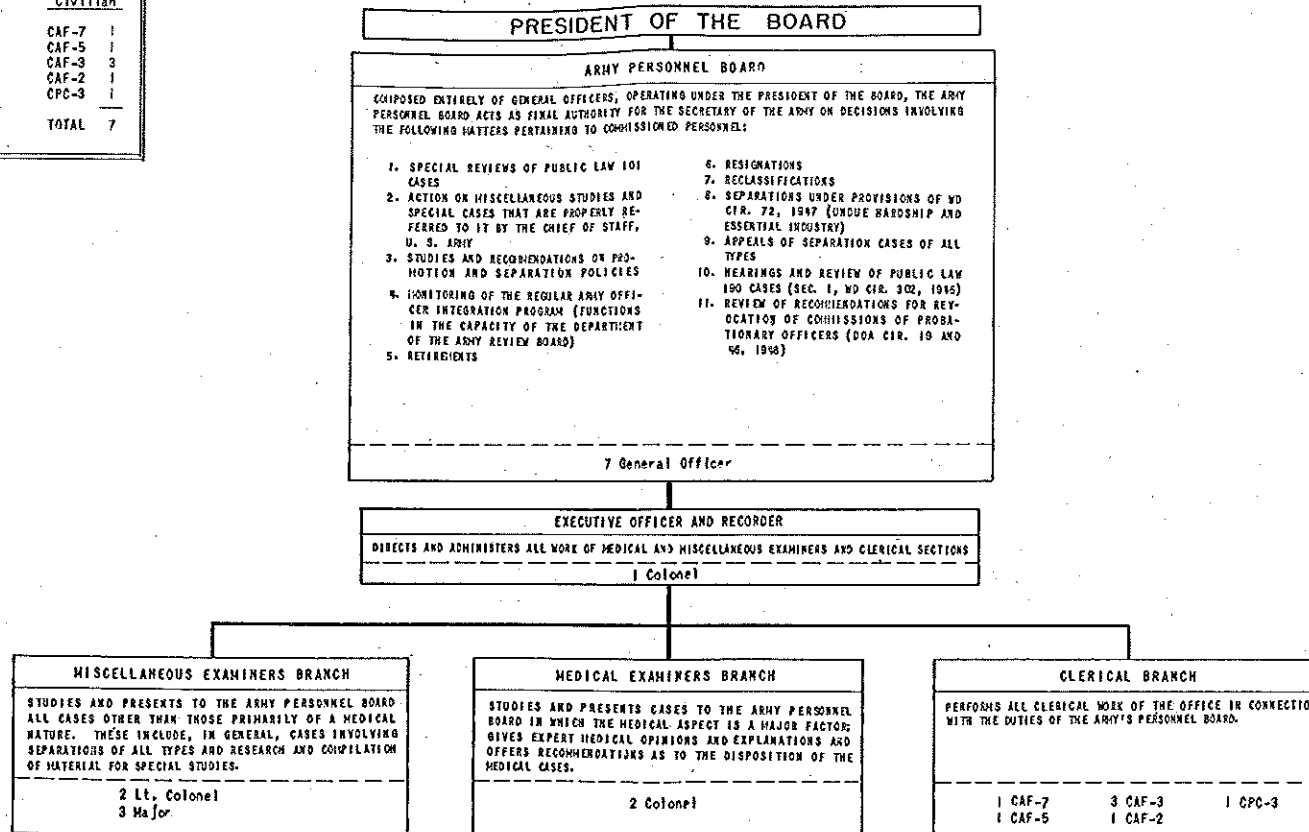 Civilian
CAF-7 1
CAF-5 1
CAF-3 3
CAF-2 1
CPC-3 1
TOTAL 7
PRESIDENT OF THE BOARD
ARMY PERSONNEL BOARD
COMPOSED ENTIRELY OF GENERAL OFFICERS, OPERATING UNDER THE PRESIDENT OF THE BOARD, THE ARMY
PERSONNEL BOARD ACTS AS FINAL AUTHORITY FOR THE SECRETARY OF THE ARMY ON DECISIONS INVOLVING
THE FOLLOWING MATTERS PERTAINING TO COMMISSIONED PERSONNEL:
1. SPECIAL REVIEWS OF PUBLIC LAW 101
CASES
2. ACTION ON MISCELLANEOUS STUDIES AND
SPECIAL CASES THAT ARE PROPERLY RE-
FERRED TO IT BY THE CHIEF OF STAFF,
U. S. ARMY
3. STUDIES AND RECOMMENDATIONS ON PRO-
MOTION AND SEPARATION POLICIES
4. MONITORING OF THE REGULAR ARMY OFFI-
CER INTEGRATION PROGRAM (FUNCTIONS
IN THE CAPACITY OF THE DEPARTMENT
OF THE ARMY REVIEW BOARD)
5. RETIREMENTS
6. RESIGNATIONS
7. RECLASSIFICATIONS
8. SEPARATIONS UNDER PROVISIONS OF WD
CIR. 72, 1947 (UNDUE HARDSHIP AND
ESSENTIAL INDUSTRY)
9. APPEALS OF SEPARATION CASES OF ALL
TYPES
10. HEARINGS AND REVIEW OF PUBLIC LAW
190 CASES (SEC. 1, WD CIR. 302,
11. REVIEW OF RECOMMENDATIONS FOR REV-
OCATION OF COMMISSIONS OF PROBA-
TIONARY OFFICERS (DOA CIR. 19 AND
1948)
7 General Officer
EXECUTIVE OFFICER AND RECORDER
DIRECTS AND ADMINISTERS ALL WORK OF MEDICAL AND MISCELLANEOUS EXAMINERS AND CLERICAL SECTIONS
1 Colonel
MISCELLANEOUS EXAMINERS BRANCH
STUDIES AND PRESENTS TO THE ARMY PERSONNEL BOARD
ALL CASES OTHER THAN THOSE PRIMARILY OF A MEDICAL
NATURE. THESE INCLUDE, IN GENERAL, CASES INVOLVING
SEPARATIONS OF ALL TYPES AND RESEARCH AND COMPILATION
OF MATERIAL FOR SPECIAL STUDIES.
2 Lt. Colonel
3 Major
MEDICAL EXAMINERS BRANCH
STUDIES AND PRESENTS CASES TO THE ARMY PERSONNEL
BOARD IN WHICH THE MEDICAL ASPECT IS A MAJOR FACTOR;
GIVES EXPERT MEDICAL OPINIONS AND EXPLANATIONS AND
OFFERS RECOMMENDATIONS AS TO THE DISPOSITION OF THE
MEDICAL CASES.
2 Colonel
CLERICAL BRANCH
PERFORMS ALL CLERICAL WORK OF THE OFFICE IN CONNECTIO
WITH THE DUTIES OF THE ARMY'S PERSONNEL BOARD.
1 CAF-7 3 CAF-3 1 CPC-3
1 CAF-5 1 CAF-2